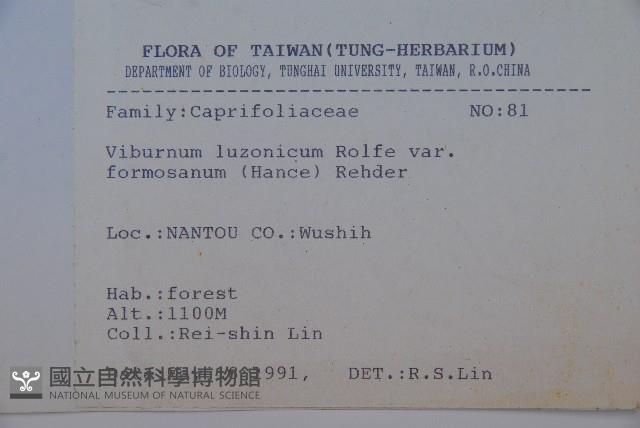 FLORA OF TAIWAN(TUNG-HERBARIUM)
DEPARTMENT OF BIOLOGY, TUNGHAI UNIVERSITY, TAIWAN, R.O.CHINA
Family:Caprifoliaceae NO:81
Viburnum luzonicum Rolfe var.
formosanum (Hance) Rehder
Loc.:NANTOU CO.:Wushih
Hab.:forest
Alt.:1100M
Coll.:Rei-shin Lin
1991, DET.:R.S.Lin
國立自然科學博物館
NATIONAL MUSEUM OF NATURAL SCIENCE